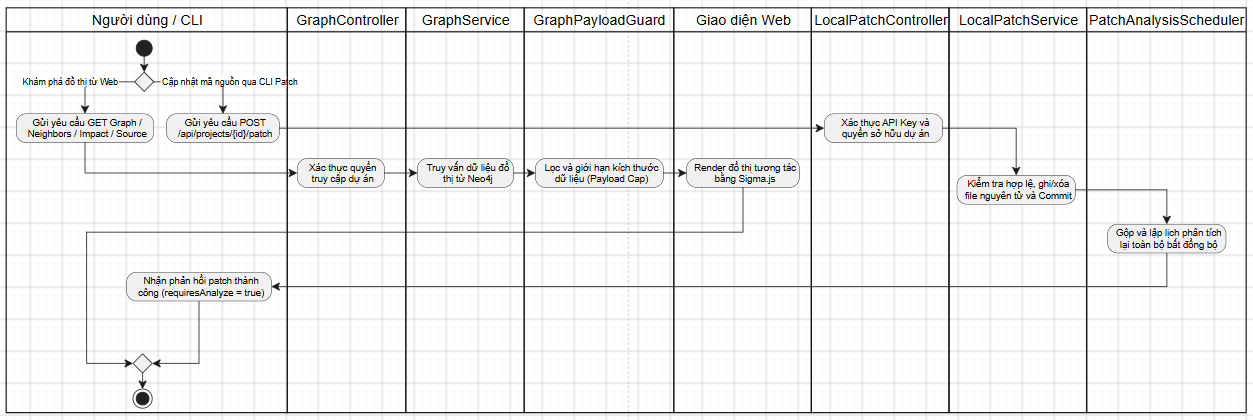 Người dùng / CLI
GraphController
GraphService
GraphPayloadGuard
Giao diện Web
LocalPatchController
LocalPatchService
PatchAnalysisScheduler
Khám phá đồ thị từ Web
Cập nhật mã nguồn qua CLI Patch
Gửi yêu cầu GET Graph /
Neighbors / Impact / Source
Gửi yêu cầu POST
/api/projects/{id}/patch
Xác thực API Key và
quyền sở hữu dự án
Xác thực quyền
truy cập dự án
Truy vấn dữ liệu đồ
thị từ Neo4j
Lọc và giới hạn kích thước
dữ liệu (Payload Cap)
Render đồ thị tương tác
bằng Sigma.js
Kiểm tra hợp lệ, ghi/xóa
file nguyên tử và Commit
Gộp và lập lịch phân tích
lại toàn bộ bất đồng bộ
Nhận phản hồi patch thành
công (requiresAnalyze = true)